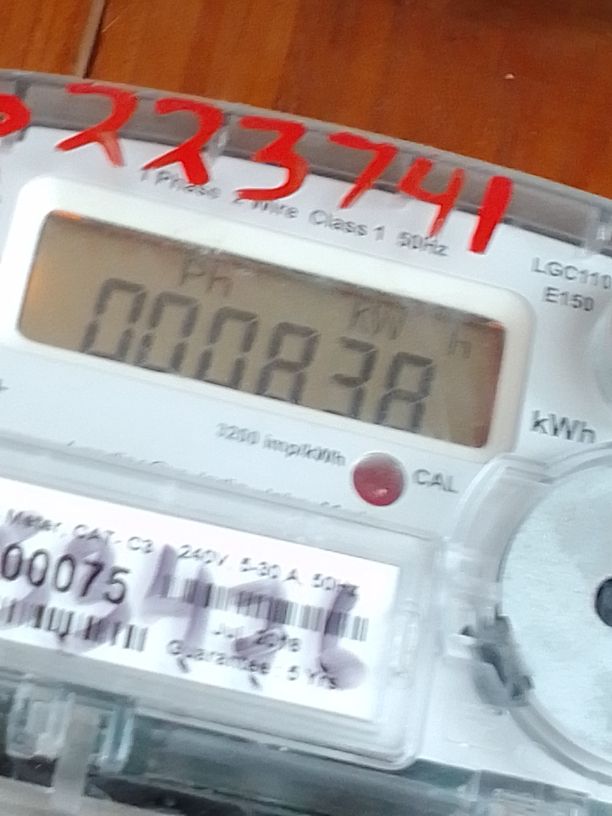 223741
1 Phase 2 Wire Class 1 50Hz
LGC110
E150
Ph kW h
000838
kWh
3200 imp/kWh
CAL
Meter, CAT. C3 240V, 5-30 A, 50Hz
00075
Guarantee 5 Yrs